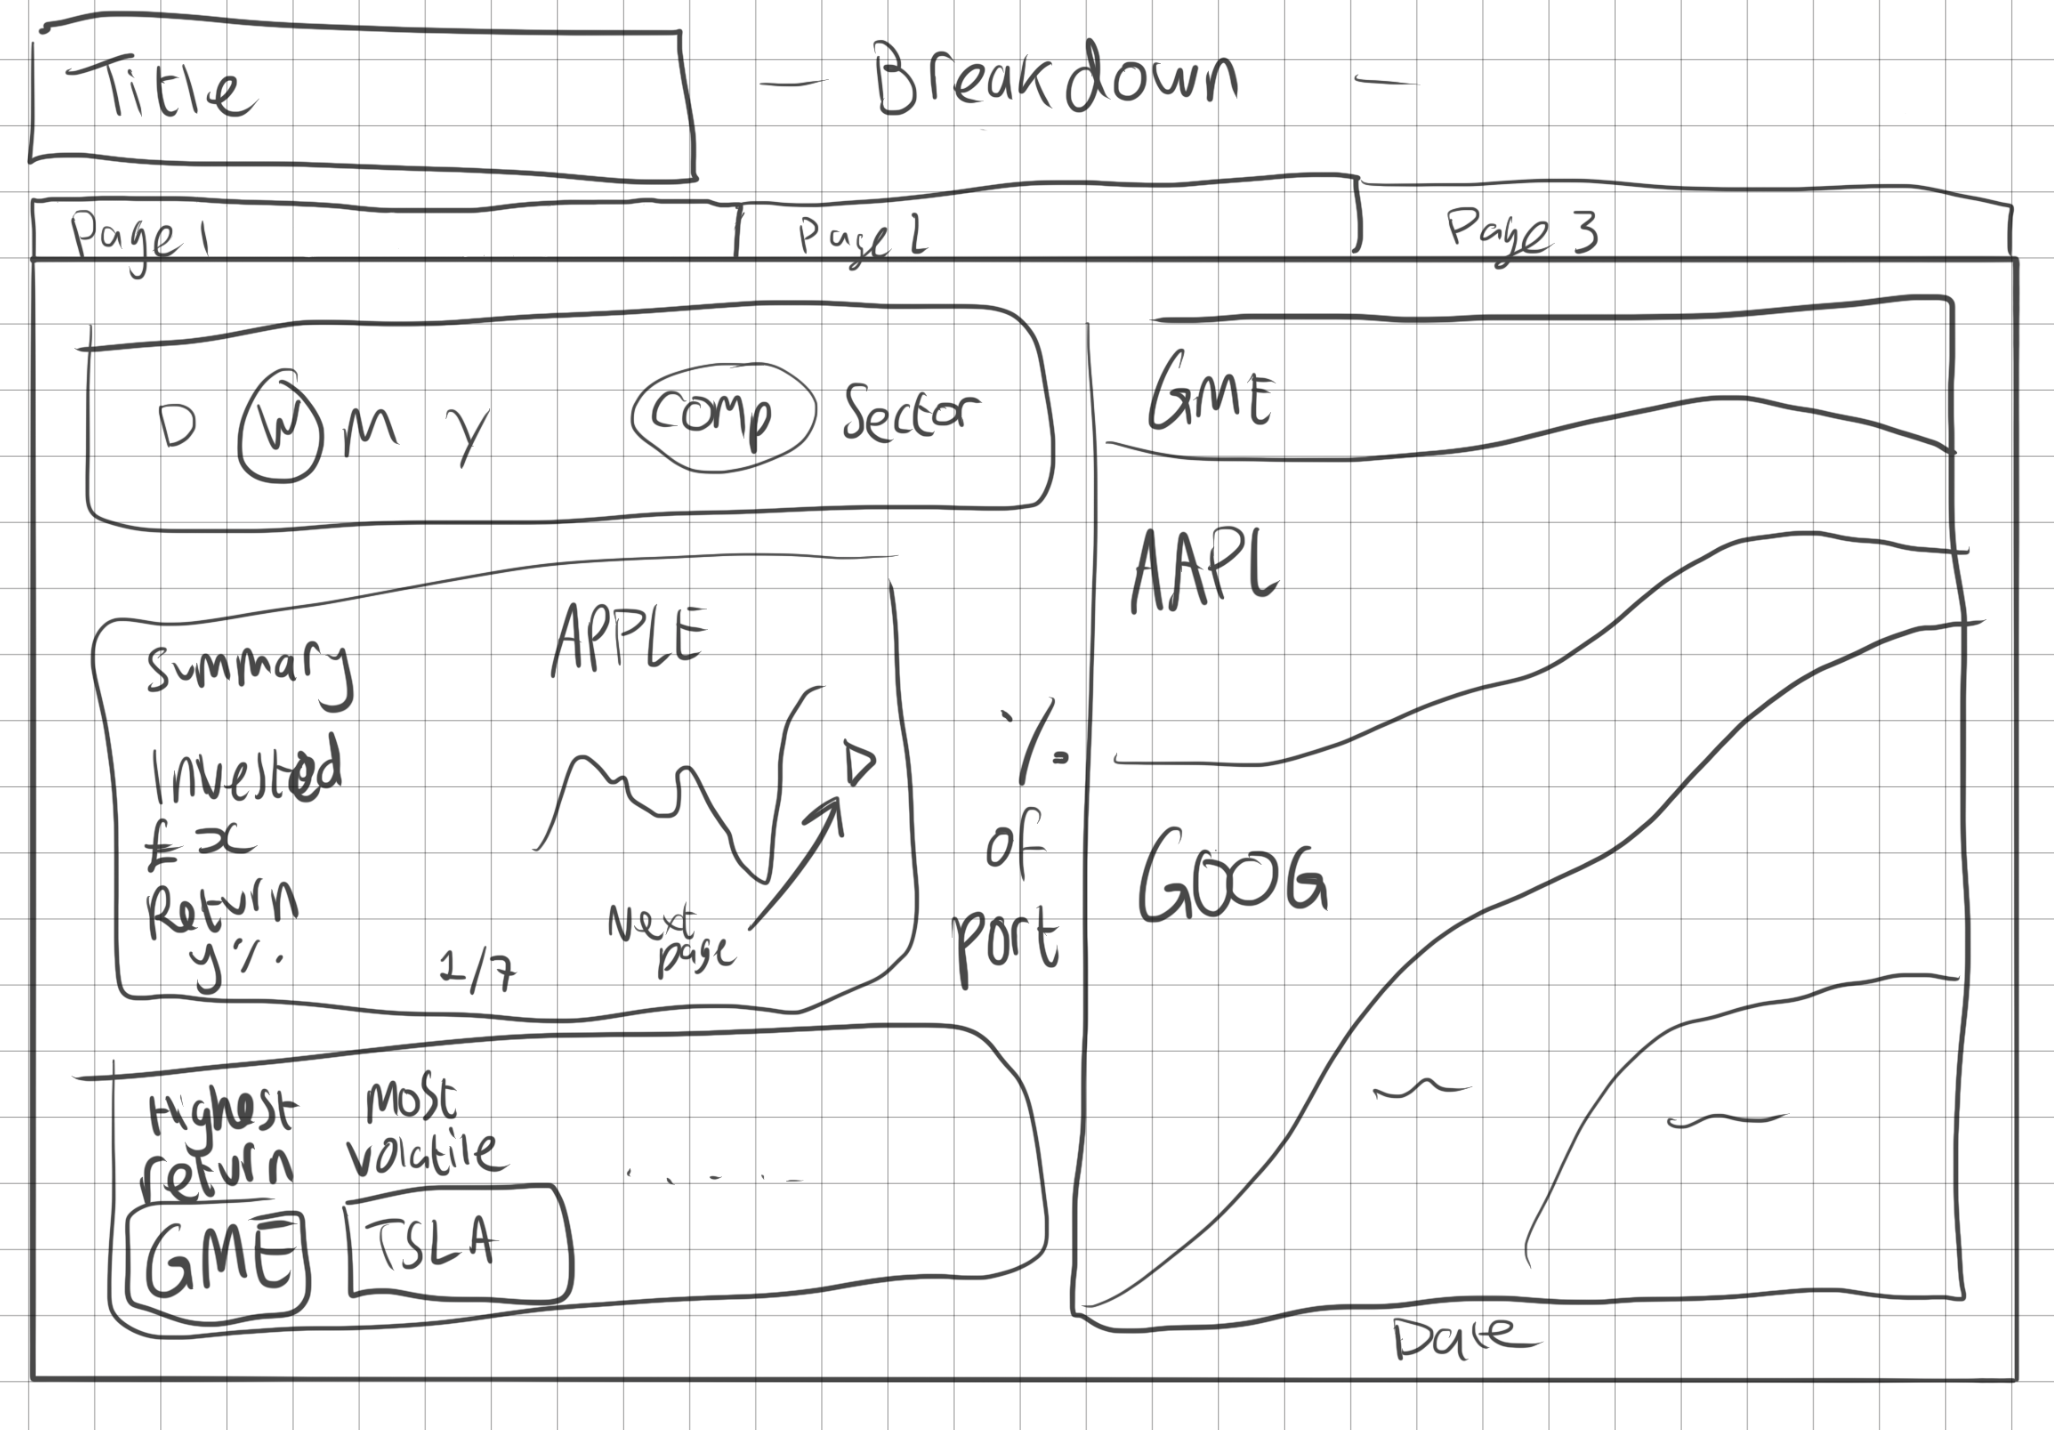 Title
- Breakdown -
Page 1
Page 2
Page 3
D W M Y
Comp Sector
Summary
APPLE
Invested
£x
Return
y%
1/7
Next
page
Highest
return
GME
Most
volatile
TSLA
% 
of
port
GME
AAPL
GOOG
Date